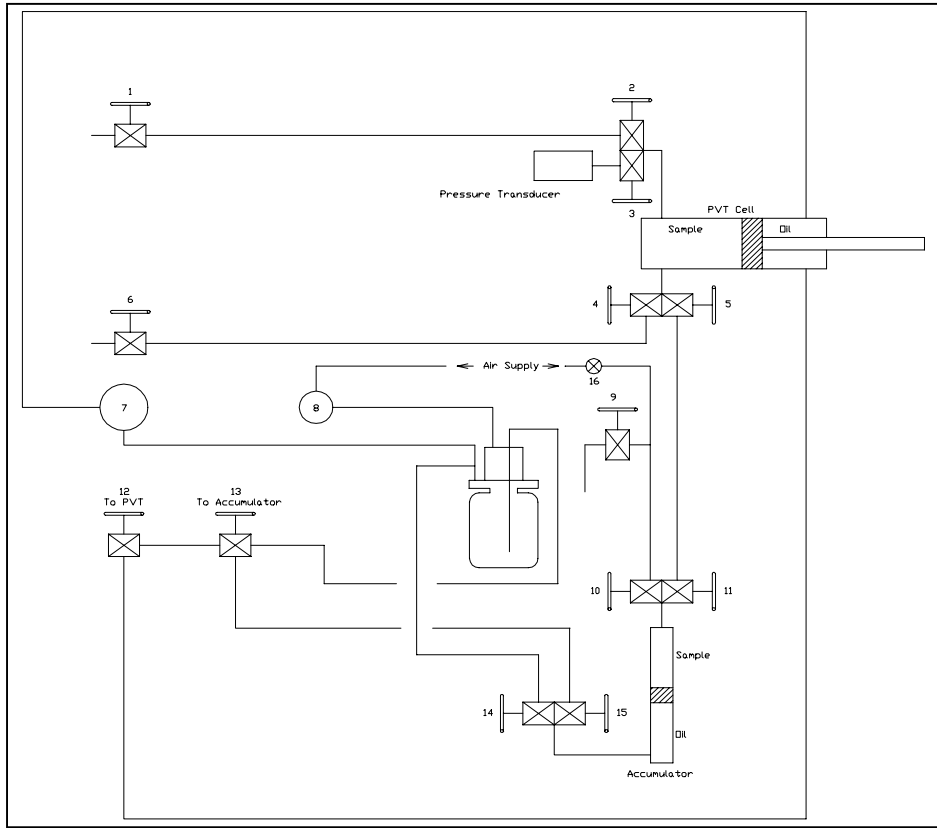 1
2
Pressure Transducer
3
PVT Cell
Sample
Oil
6
4
5
Air Supply
16
9
7
8
12
To PVT
13
To Accumulator
10
11
Sample
14
15
Oil
Accumulator